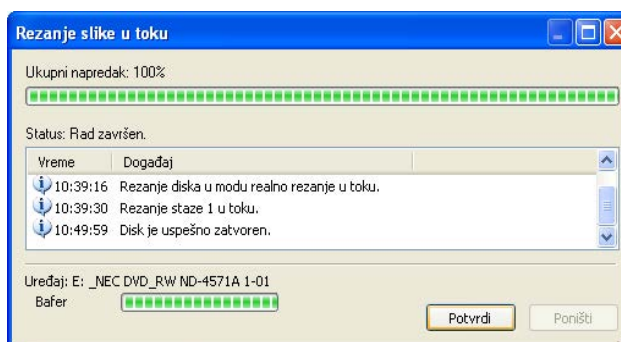 Rezanje slike u toku
Ukupni napredak: 100%
Status: Rad završen.
Vreme Događaj
10:39:16 Rezanje diska u modu realno rezanje u toku.
10:39:30 Rezanje staze 1 u toku.
10:49:59 Disk je uspešno zatvoren.
Uređaj: E: _NEC DVD_RW ND-4571A 1-01
Bafer
Potvrdi Poništi